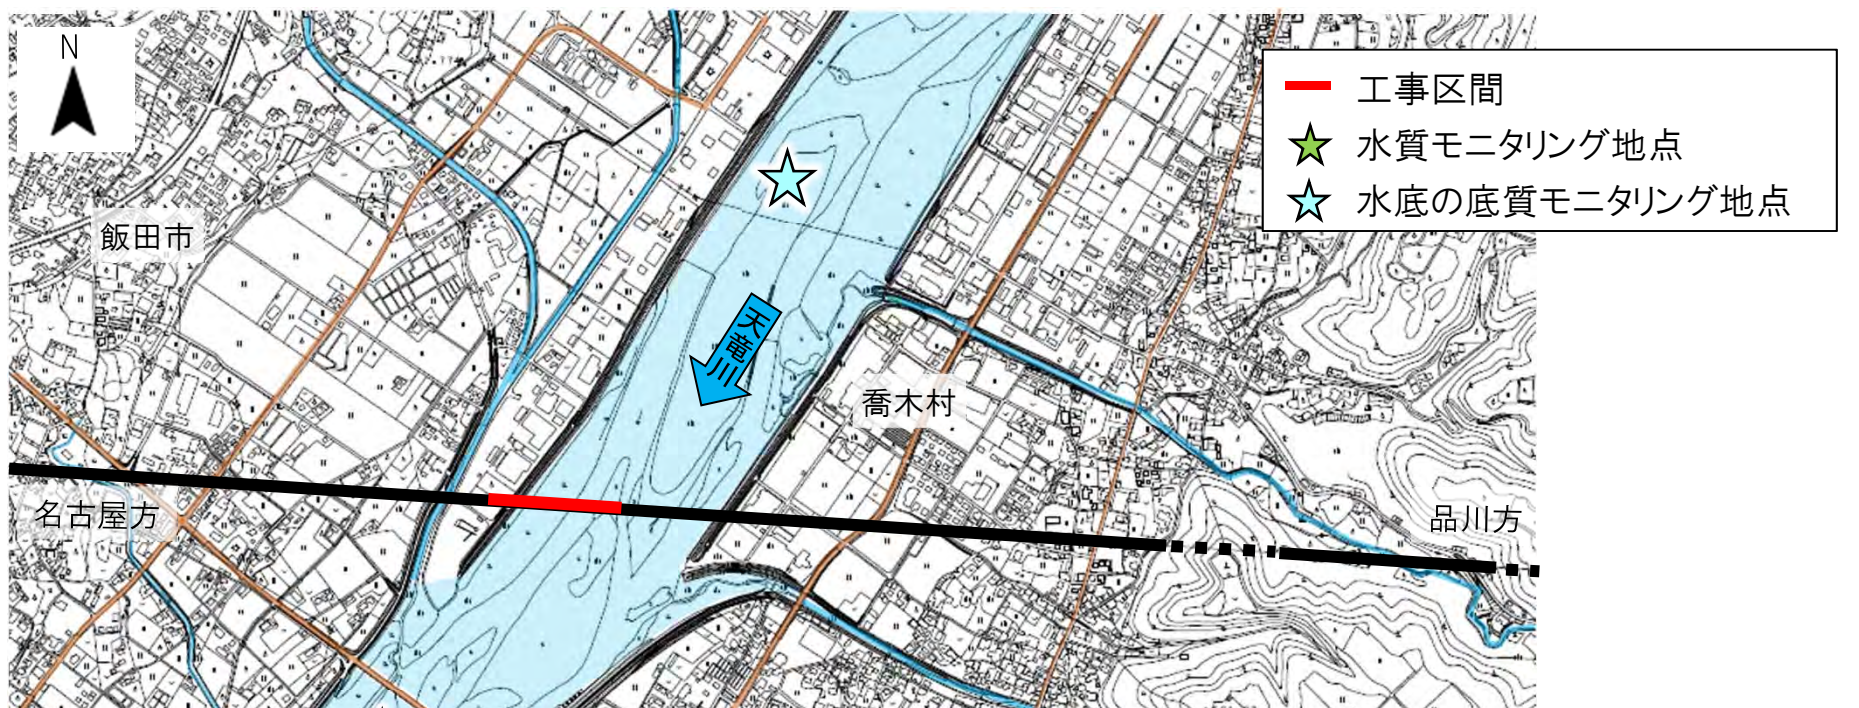 N
工事区間
水質モニタリング地点
水底の底質モニタリング地点
飯田市
天竜川
喬木村
名古屋方
品川方